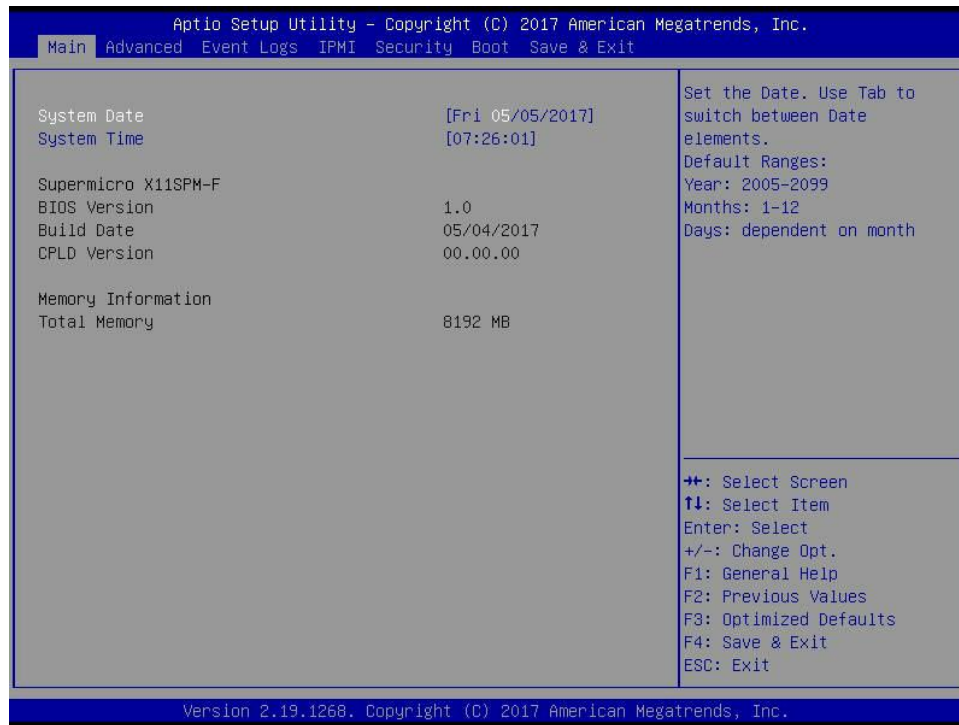 Aptio Setup Utility – Copyright (C) 2017 American Megatrends, Inc.
Main Advanced Event Logs IPMI Security Boot Save & Exit
System Date [Fri 05/05/2017]
System Time [07:26:01]
Supermicro X11SPM-F
BIOS Version 1.0
Build Date 05/04/2017
CPLD Version 00.00.00
Memory Information
Total Memory 8192 MB
Set the Date. Use Tab to
switch between Date
elements.
Default Ranges:
Year: 2005-2099
Months: 1-12
Days: dependent on month
→←: Select Screen
↑↓: Select Item
Enter: Select
+/-: Change Opt.
F1: General Help
F2: Previous Values
F3: Optimized Defaults
F4: Save & Exit
ESC: Exit
Version 2.19.1268. Copyright (C) 2017 American Megatrends, Inc.